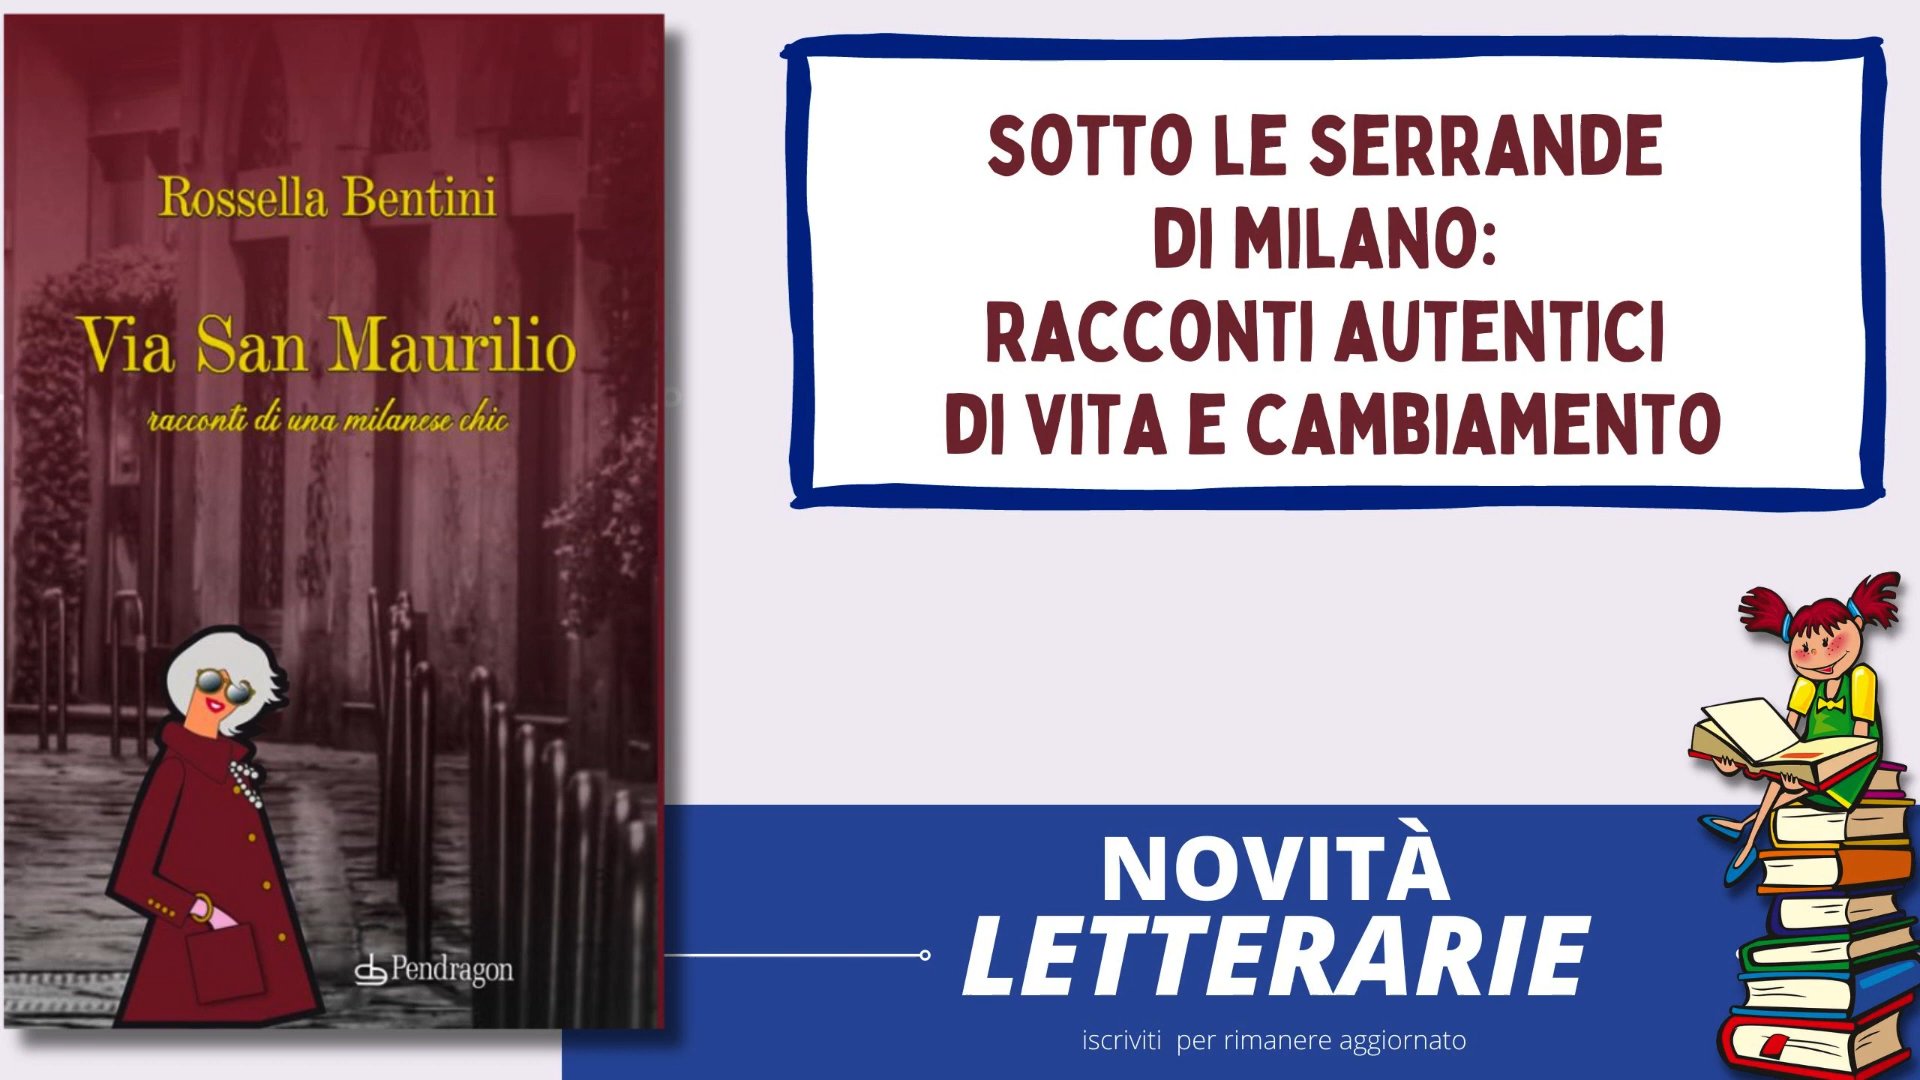 Rossella Bentini
Via San Maurilio
racconti di una milanese chic
Pendragon
SOTTO LE SERRANDE
DI MILANO:
RACCONTI AUTENTICI
DI VITA E CAMBIAMENTO
NOVITÀ
LETTERARIE
iscriviti per rimanere aggiornato